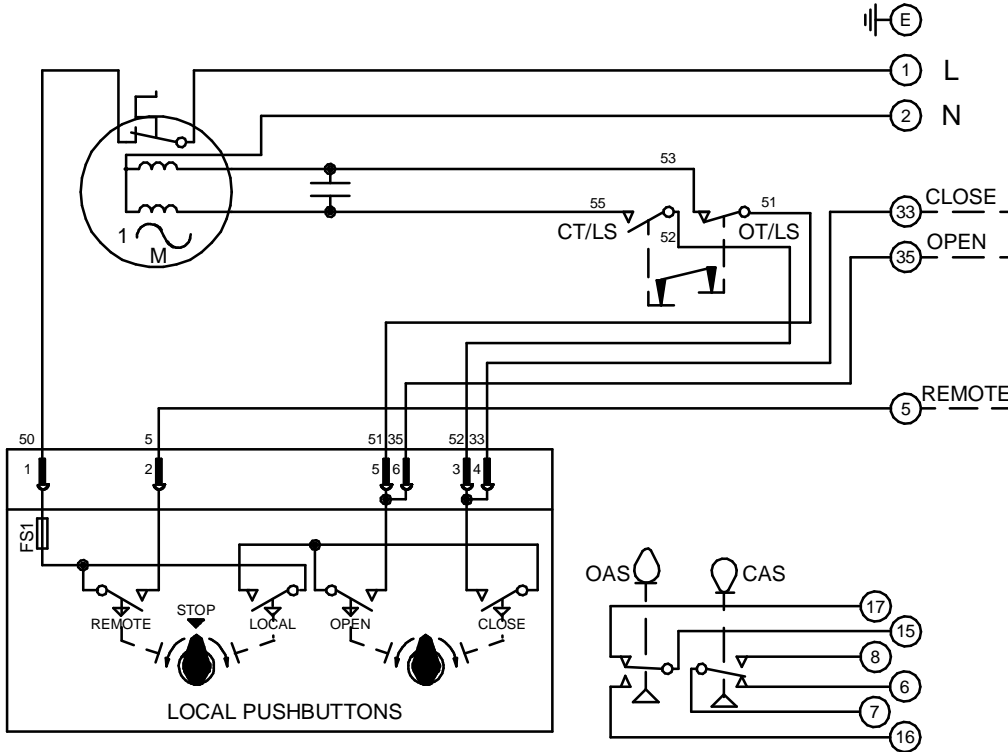 E
1 L
2 N
53
55 51
33 CLOSE
CT/LS 52 OT/LS
1 M
35 OPEN
5 REMOTE
50 5 51 35 52 33
1 2 5 6 3 4
FS1
STOP
REMOTE LOCAL OPEN CLOSE
LOCAL PUSHBUTTONS
OAS CAS
17
15
8
6
7
16